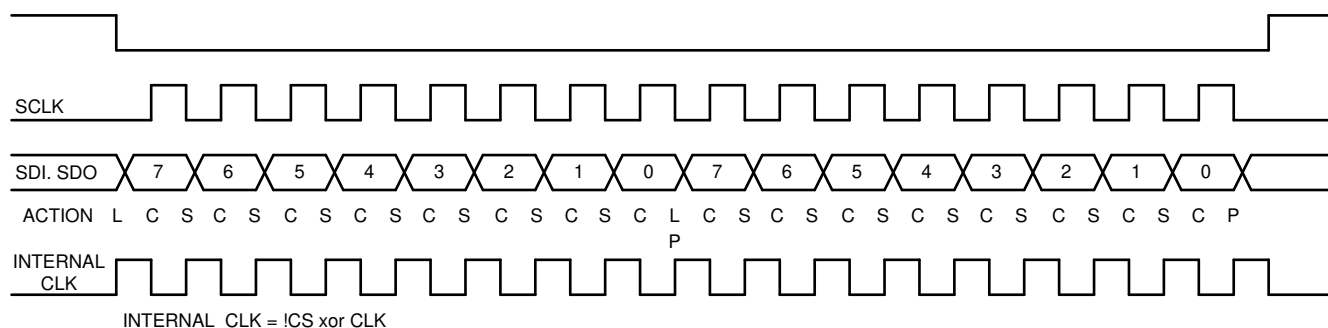 SCLK
SDI. SDO 7 6 5 4 3 2 1 0 7 6 5 4 3 2 1 0
ACTION L C S C S C S C S C S C S C S C L C S C S C S C S C S C S C S C P
P
INTERNAL
CLK
INTERNAL CLK = !CS xor CLK